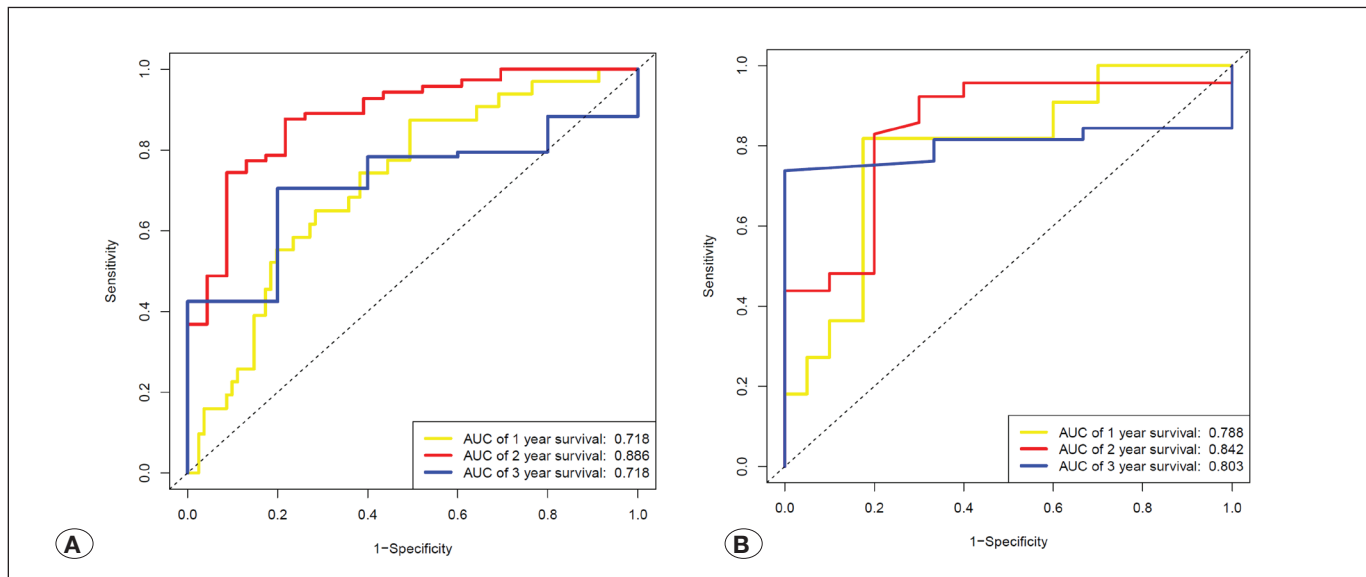 1.0
0.8
0.6
0.4
0.2
0.0
Sensitivity
AUC of 1 year survival: 0.718
AUC of 2 year survival: 0.886
AUC of 3 year survival: 0.718
0.0 0.2 0.4 0.6 0.8 1.0
1−Specificity
A
1.0
0.8
0.6
0.4
0.2
0.0
Sensitivity
AUC of 1 year survival: 0.788
AUC of 2 year survival: 0.842
AUC of 3 year survival: 0.803
0.0 0.2 0.4 0.6 0.8 1.0
1−Specificity
B